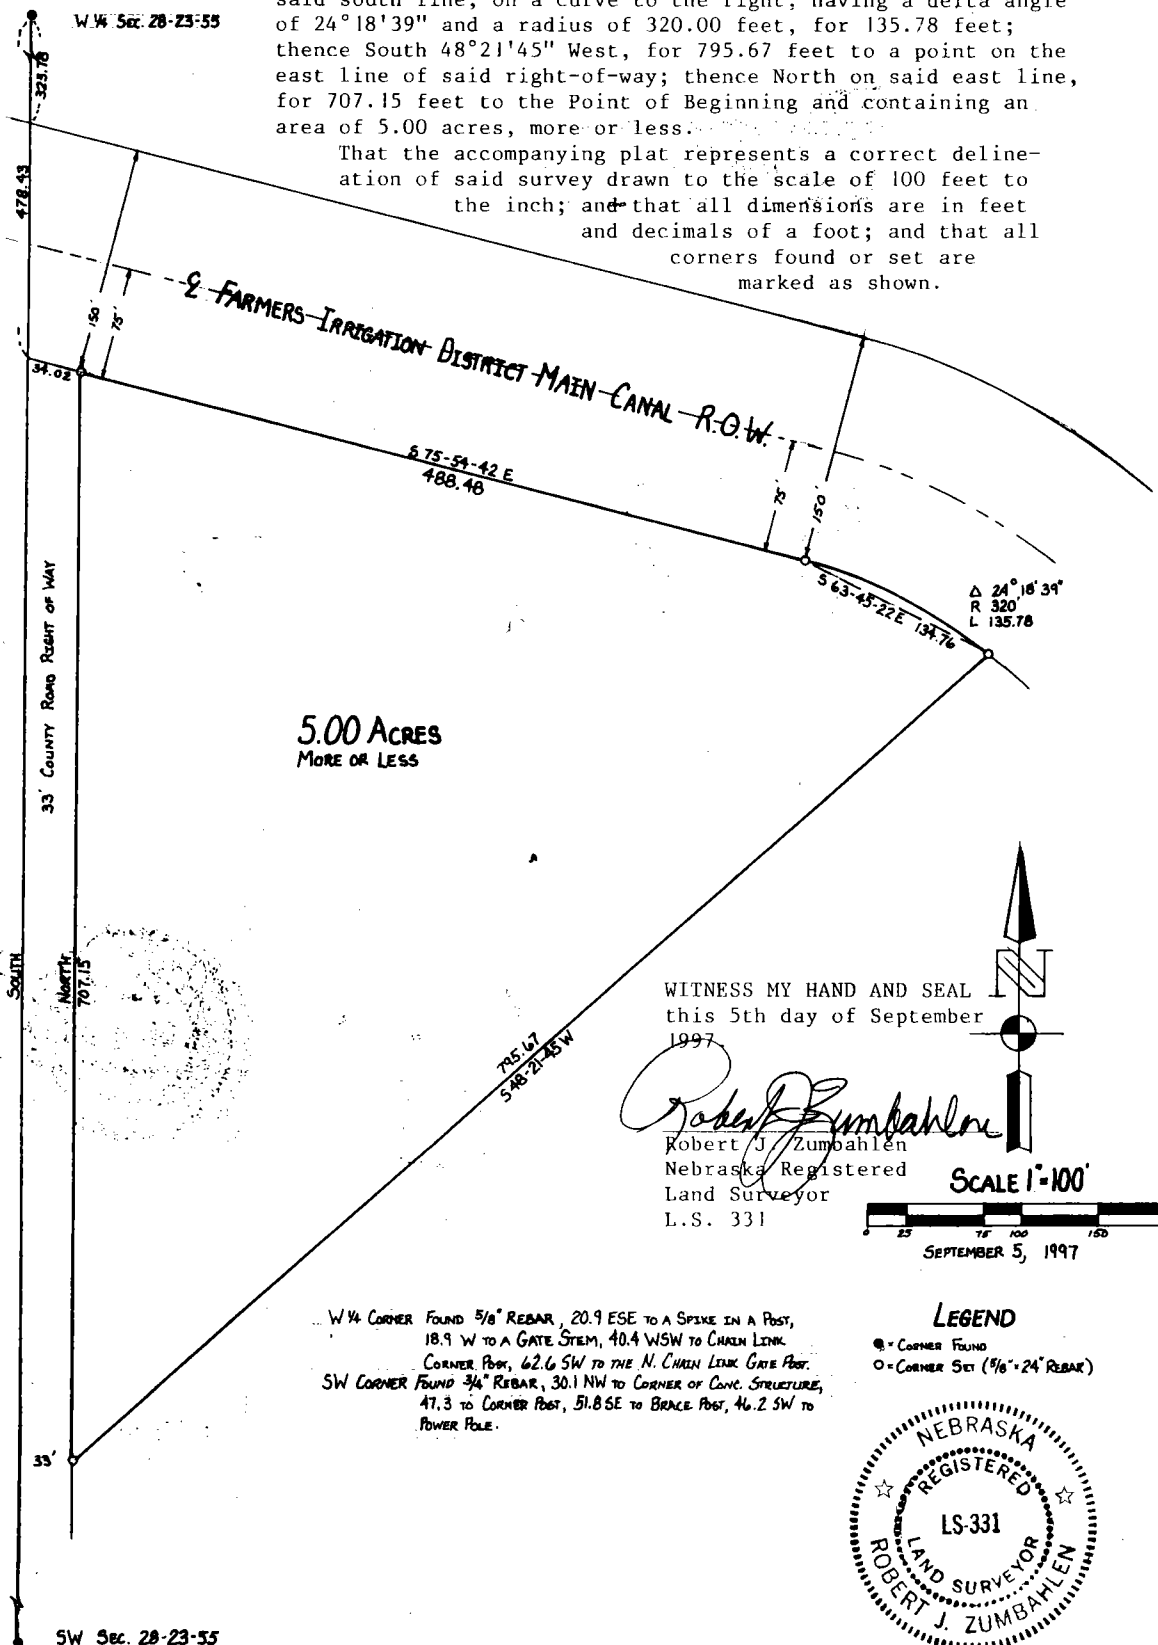 said south line, on a curve to the right, having a delta angle
of 24°18'39" and a radius of 320.00 feet, for 135.78 feet;
thence South 48°21'45" West, for 795.67 feet to a point on the
east line of said right-of-way; thence North on said east line,
for 707.15 feet to the Point of Beginning and containing an
area of 5.00 acres, more or less.
That the accompanying plat represents a correct deline-
ation of said survey drawn to the scale of 100 feet to
the inch; and that all dimensions are in feet
and decimals of a foot; and that all
corners found or set are
marked as shown.
W 1/4 SEC. 28-23-55
323.78
478.43
150'
75'
34.02
℄ FARMERS IRRIGATION DISTRICT MAIN CANAL R.O.W.
S 75-54-42 E
488.48
75'
150'
S 63-45-22 E 134.76
Δ 24°18'39"
R 320'
L 135.78
33' COUNTY ROAD RIGHT OF WAY
5.00 ACRES
MORE OR LESS
SOUTH
NORTH
707.15
795.67
S 48-21-45 W
N
WITNESS MY HAND AND SEAL
this 5th day of September
1997.
Robert J Zumbahlen
Robert J. Zumbahlen
Nebraska Registered
Land Surveyor
L.S. 331
SCALE 1"=100'
0 25 75 100 150
SEPTEMBER 5, 1997
W 1/4 CORNER FOUND 5/8" REBAR, 20.9 ESE TO A SPIKE IN A POST,
18.9 W TO A GATE STEM, 40.4 WSW TO CHAIN LINK
CORNER POST, 62.6 SW TO THE N. CHAIN LINK GATE POST.
SW CORNER FOUND 3/4" REBAR, 30.1 NW TO CORNER OF CONC. STRUCTURE,
47.3 TO CORNER POST, 51.8 SE TO BRACE POST, 46.2 SW TO
POWER POLE.
LEGEND
● = CORNER FOUND
O = CORNER SET (5/8" x 24" REBAR)
33'
NEBRASKA
REGISTERED
LS-331
LAND SURVEYOR
ROBERT J. ZUMBAHLEN
SW SEC. 28-23-55